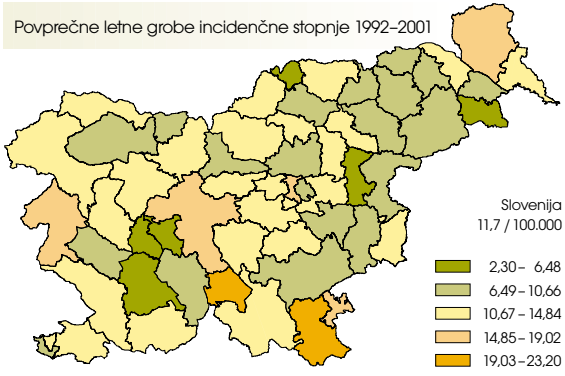 Povprečne letne grobe incidenčne stopnje 1992–2001
Slovenija
11,7 / 100.000
2,30 – 6,48
6,49 – 10,66
10,67 – 14,84
14,85 – 19,02
19,03 – 23,20